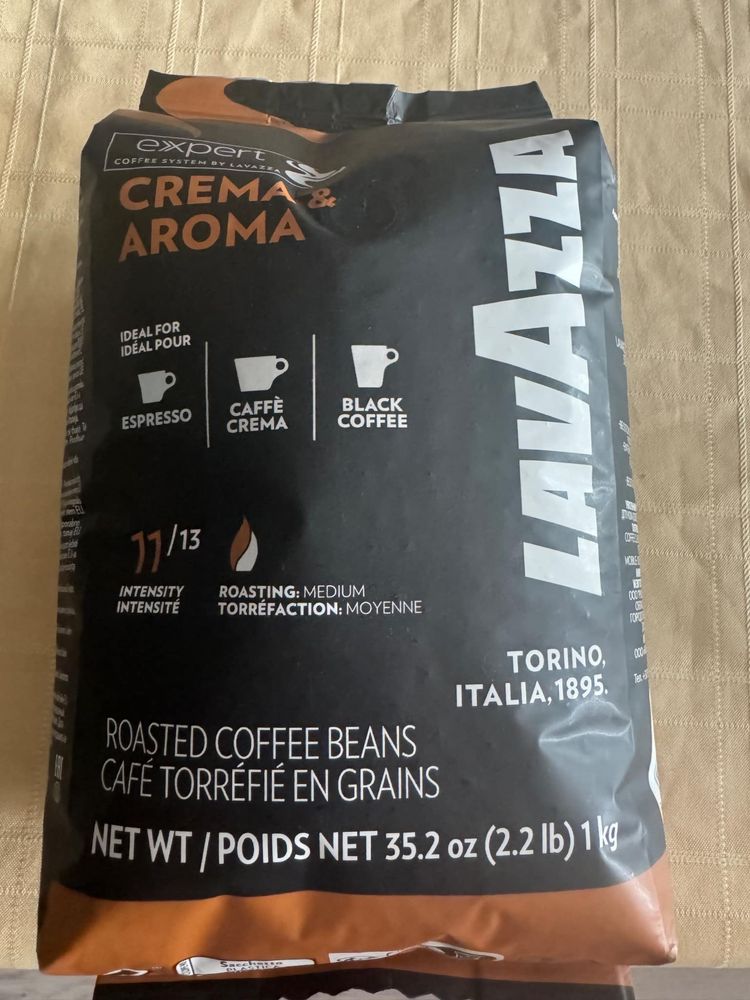 expert
COFFEE SYSTEM BY LAVAZZA
CREMA &
AROMA
LAVAZZA
IDEAL FOR
IDÉAL POUR
ESPRESSO
CAFFÈ
CREMA
BLACK
COFFEE
11/13
INTENSITY
INTENSITÉ
ROASTING: MEDIUM
TORRÉFACTION: MOYENNE
TORINO,
ITALIA, 1895.
ROASTED COFFEE BEANS
CAFÉ TORRÉFIÉ EN GRAINS
NET WT / POIDS NET 35.2 oz (2.2 lb) 1 kg
Sacchetto
PLASTICA